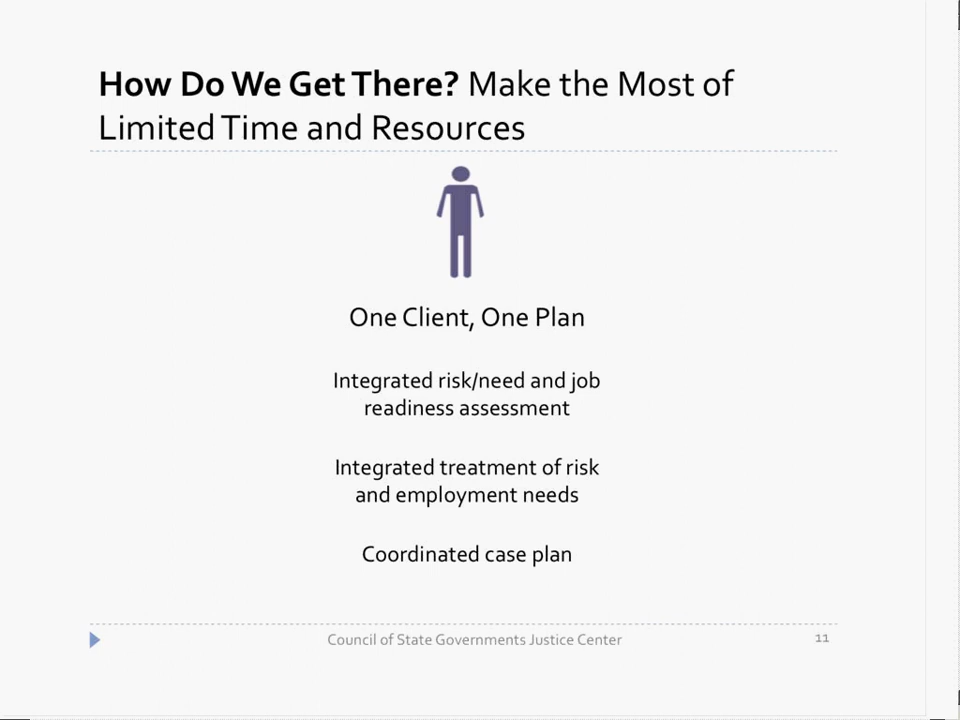 How Do We Get There? Make the Most of
Limited Time and Resources
One Client, One Plan
Integrated risk/need and job
readiness assessment
Integrated treatment of risk
and employment needs
Coordinated case plan
Council of State Governments Justice Center
11